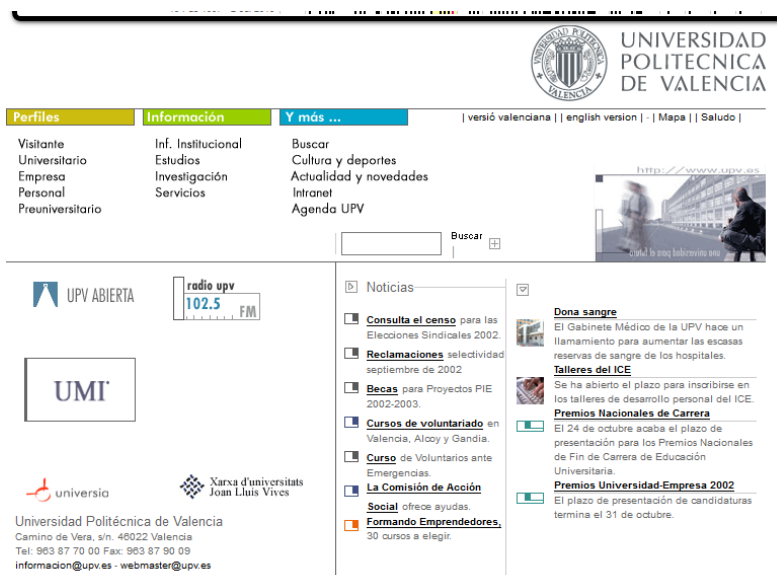 UNIVERSIDAD
POLITECNICA
DE VALENCIA
Perfiles
Información
Y más ...
| versió valenciana | | english version | - | Mapa | | Saludo |
Visitante
Universitario
Empresa
Personal
Preuniversitario
Inf. Institucional
Estudios
Investigación
Servicios
Buscar
Cultura y deportes
Actualidad y novedades
Intranet
Agenda UPV
http://www.upv.es
Buscar
UPV ABIERTA
radio upv
102.5
FM
UMI
universia
Xarxa d'universitats
Joan Lluis Vives
Universidad Politécnica de Valencia
Camino de Vera, s/n. 46022 Valencia
Tel: 963 87 70 00 Fax: 963 87 90 09
informacion@upv.es - webmaster@upv.es
Noticias
Consulta el censo para las
Elecciones Sindicales 2002.
Reclamaciones selectividad
septiembre de 2002
Becas para Proyectos PIE
2002-2003.
Cursos de voluntariado en
Valencia, Alcoy y Gandia.
Curso de Voluntarios ante
Emergencias.
La Comisión de Acción
Social ofrece ayudas.
Formando Emprendedores,
30 cursos a elegir.
Dona sangre
El Gabinete Médico de la UPV hace un
llamamiento para aumentar las escasas
reservas de sangre de los hospitales.
Talleres del ICE
Se ha abierto el plazo para inscribirse en
los talleres de desarrollo personal del ICE.
Premios Nacionales de Carrera
El 24 de octubre acaba el plazo de
presentación para los Premios Nacionales
de Fin de Carrera de Educación
Universitaria.
Premios Universidad-Empresa 2002
El plazo de presentación de candidaturas
termina el 31 de octubre.